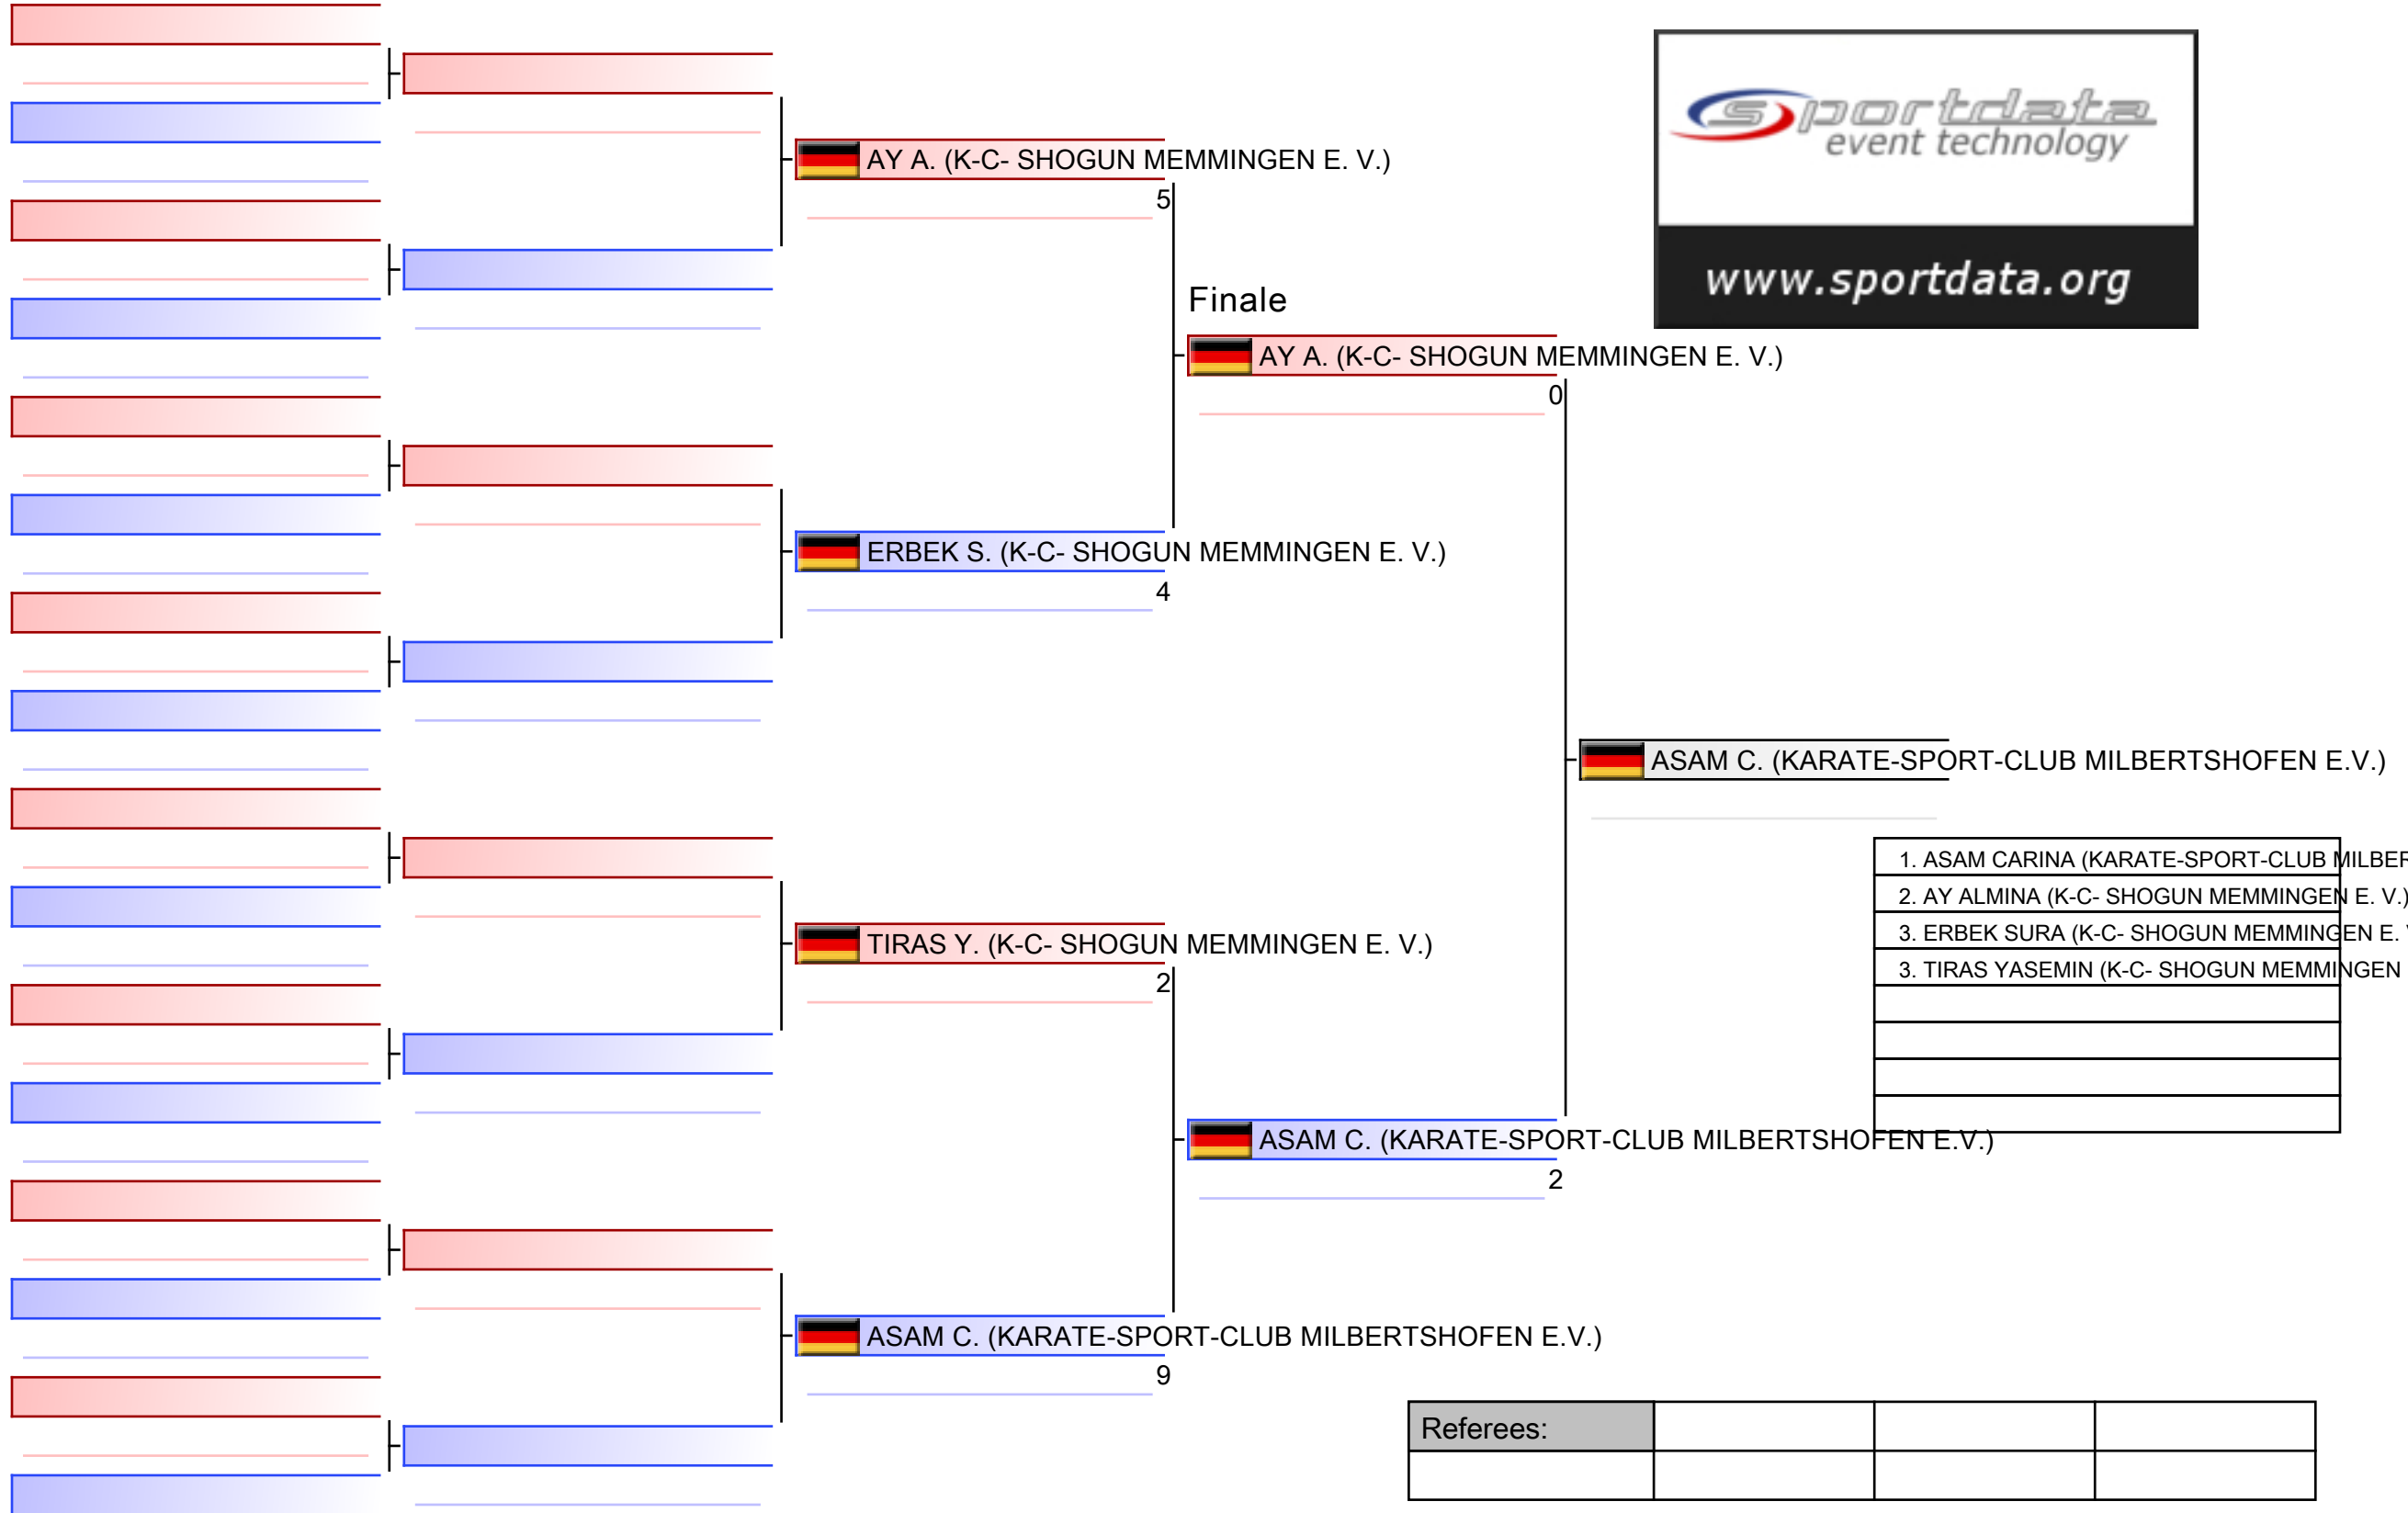 sportdata
event technology
www.sportdata.org
AY A. (K-C- SHOGUN MEMMINGEN E. V.)
5
Finale
AY A. (K-C- SHOGUN MEMMINGEN E. V.)
0
ERBEK S. (K-C- SHOGUN MEMMINGEN E. V.)
4
ASAM C. (KARATE-SPORT-CLUB MILBERTSHOFEN E.V.)
1. ASAM CARINA (KARATE-SPORT-CLUB MILBER
2. AY ALMINA (K-C- SHOGUN MEMMINGEN E. V.)
3. ERBEK SURA (K-C- SHOGUN MEMMINGEN E. V
3. TIRAS YASEMIN (K-C- SHOGUN MEMMINGEN
TIRAS Y. (K-C- SHOGUN MEMMINGEN E. V.)
2
ASAM C. (KARATE-SPORT-CLUB MILBERTSHOFEN E.V.)
2
ASAM C. (KARATE-SPORT-CLUB MILBERTSHOFEN E.V.)
9
Referees: